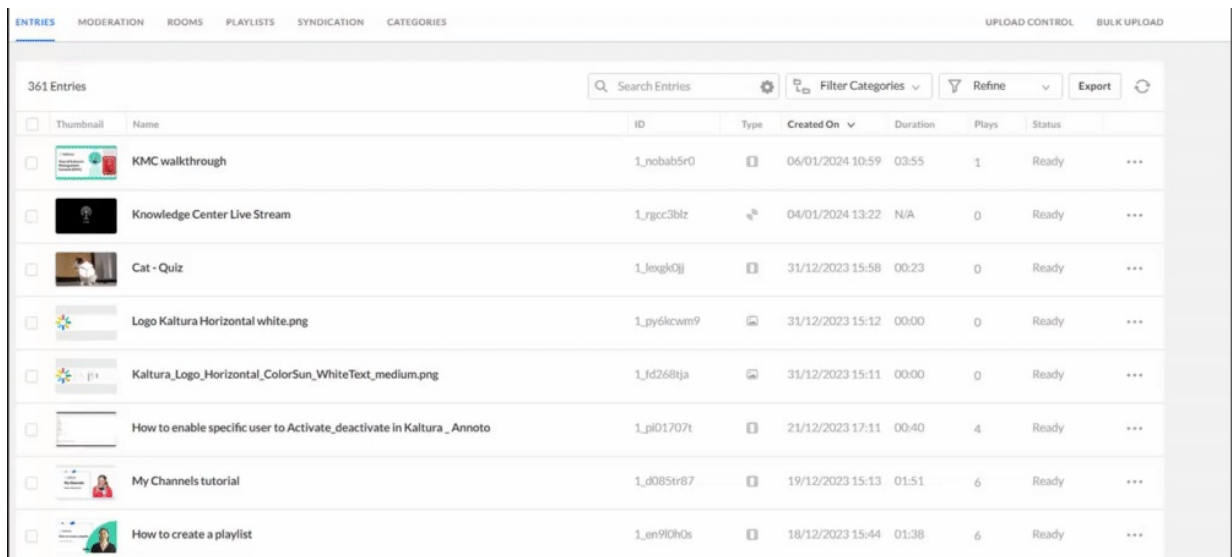 ENTRIES MODERATION ROOMS PLAYLISTS SYNDICATION CATEGORIES UPLOAD CONTROL BULK UPLOAD
361 Entries Search Entries Filter Categories Refine Export
Thumbnail Name ID Type Created On Duration Plays Status
KMC walkthrough 1_nobab5r0 06/01/2024 10:59 03:55 1 Ready
Knowledge Center Live Stream 1_rgcc3blz 04/01/2024 13:22 N/A 0 Ready
Cat - Quiz 1_lexgk0jj 31/12/2023 15:58 00:23 0 Ready
Logo Kaltura Horizontal white.png 1_py6kcwm9 31/12/2023 15:12 00:00 0 Ready
Kaltura_Logo_Horizontal_ColorSun_WhiteText_medium.png 1_fd268tja 31/12/2023 15:11 00:00 0 Ready
How to enable specific user to Activate_deactivate in Kaltura _ Annoto 1_pl01707t 21/12/2023 17:11 00:40 4 Ready
My Channels tutorial 1_d085tr87 19/12/2023 15:13 01:51 6 Ready
How to create a playlist 1_en9l0h0s 18/12/2023 15:44 01:38 6 Ready